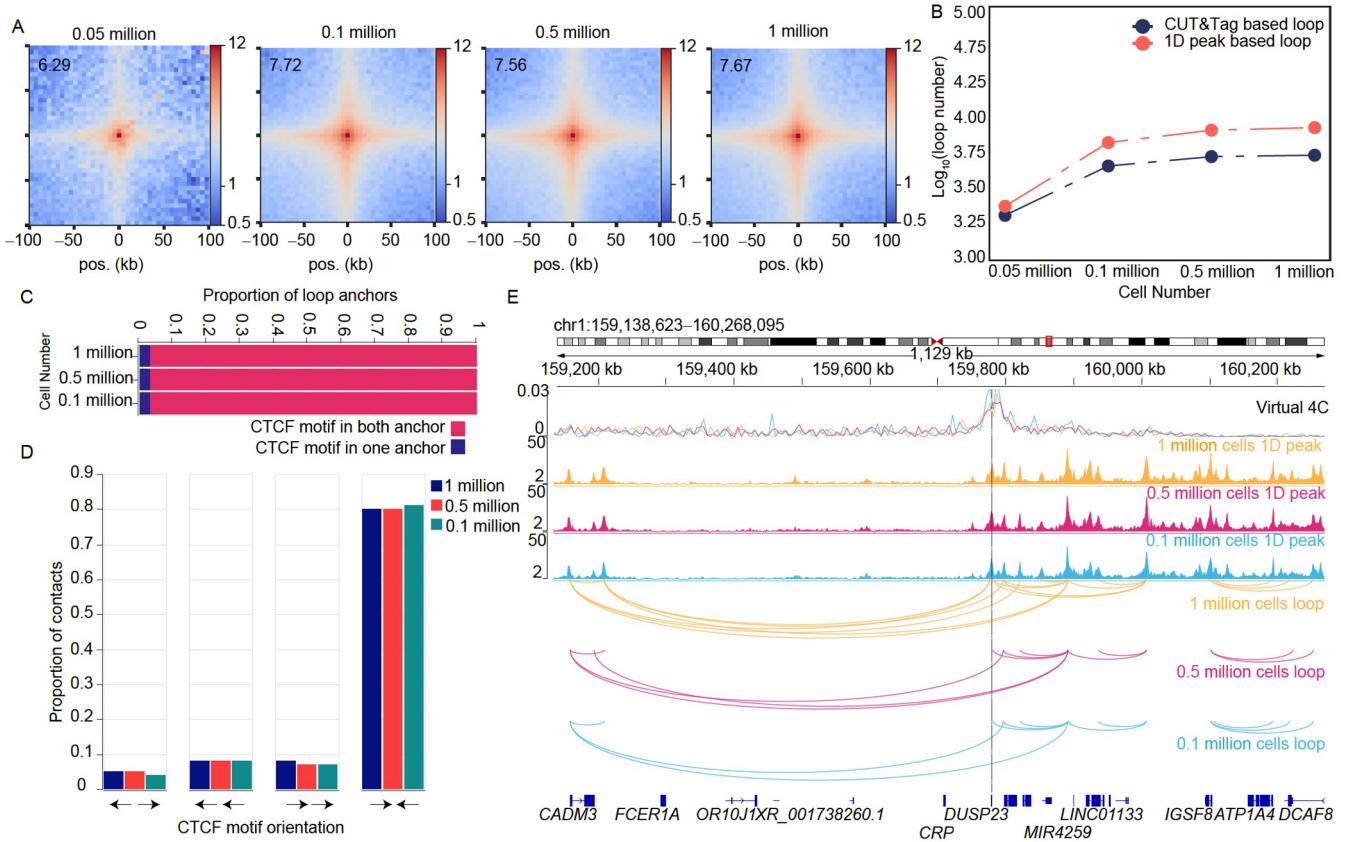 A
0.05 million
0.1 million
0.5 million
1 million
6.29
7.72
7.56
7.67
12
1
0.5
12
1
0.5
12
1
0.5
12
1
0.5
−100 −50 0 50 100
−100 −50 0 50 100
−100 −50 0 50 100
−100 −50 0 50 100
pos. (kb)
pos. (kb)
pos. (kb)
pos. (kb)
B
CUT&Tag based loop
1D peak based loop
5.00
4.75
4.50
4.25
4.00
3.75
3.50
3.25
3.00
Log10(loop number)
0.05 million 0.1 million 0.5 million 1 million
Cell Number
C
Proportion of loop anchors
0 0.1 0.2 0.3 0.4 0.5 0.6 0.7 0.8 0.9 1
Cell Number
1 million
0.5 million
0.1 million
CTCF motif in both anchor
CTCF motif in one anchor
D
0.9
0.8
0.7
0.6
0.5
0.4
0.3
0.2
0.1
0
Proportion of contacts
1 million
0.5 million
0.1 million
CTCF motif orientation
E
chr1:159,138,623−160,268,095
1,129 kb
159,200 kb 159,400 kb 159,600 kb 159,800 kb 160,000 kb 160,200 kb
0.03
0
Virtual 4C
50
2
1 million cells 1D peak
50
2
0.5 million cells 1D peak
50
2
0.1 million cells 1D peak
1 million cells loop
0.5 million cells loop
0.1 million cells loop
CADM3 FCER1A OR10J1XR_001738260.1 DUSP23 LINC01133 IGSF8 ATP1A4 DCAF8
CRP MIR4259